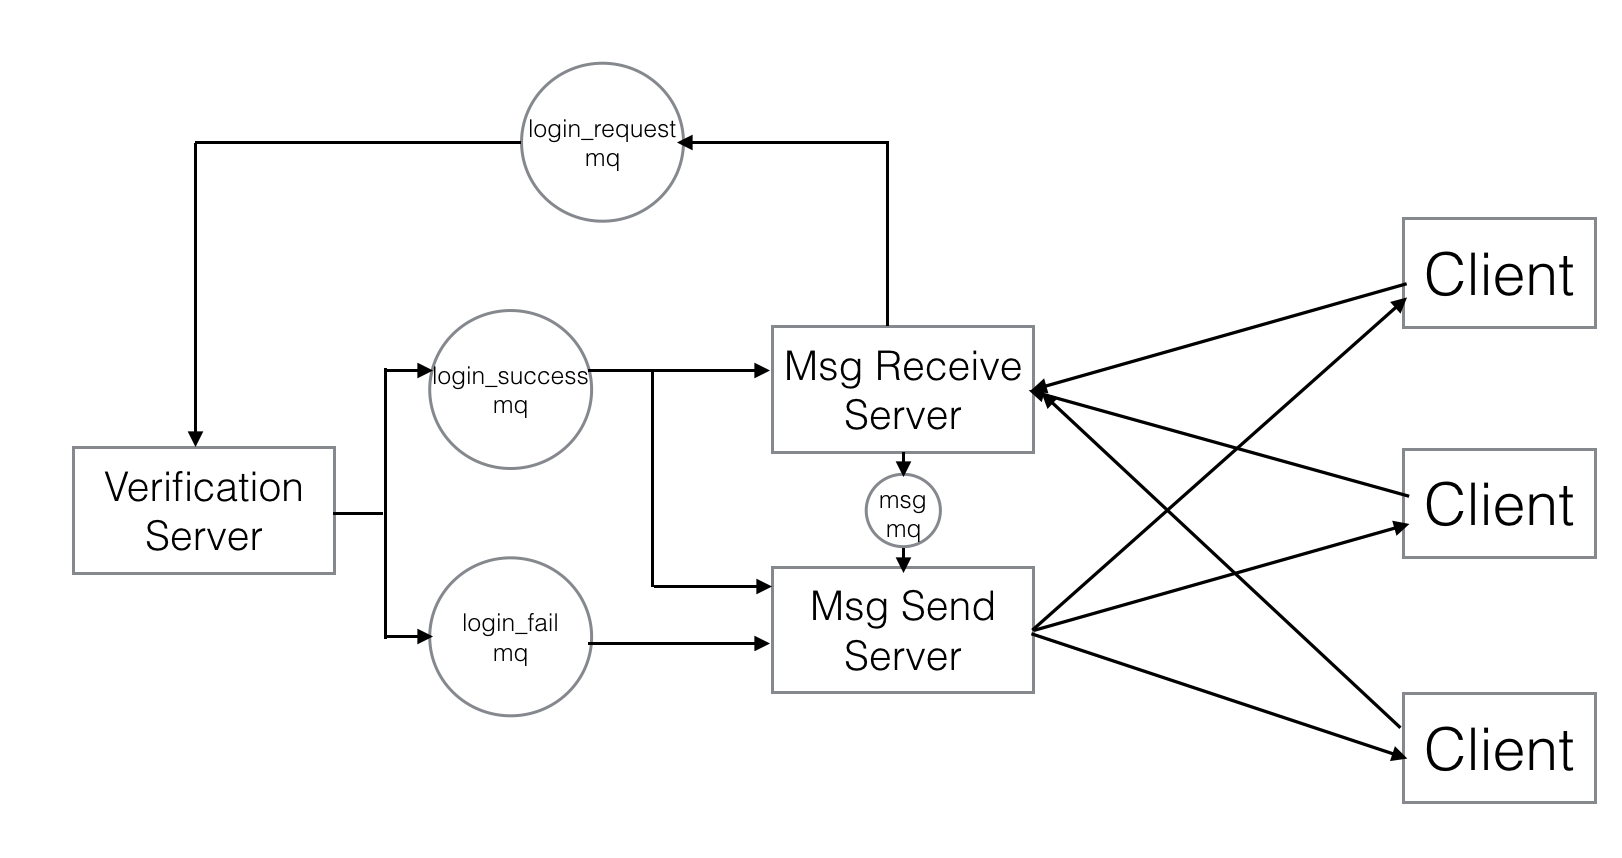 login_request
mq
Client
login_success
mq
Msg Receive
Server
Verification
Server
msg
mq
Client
login_fail
mq
Msg Send
Server
Client